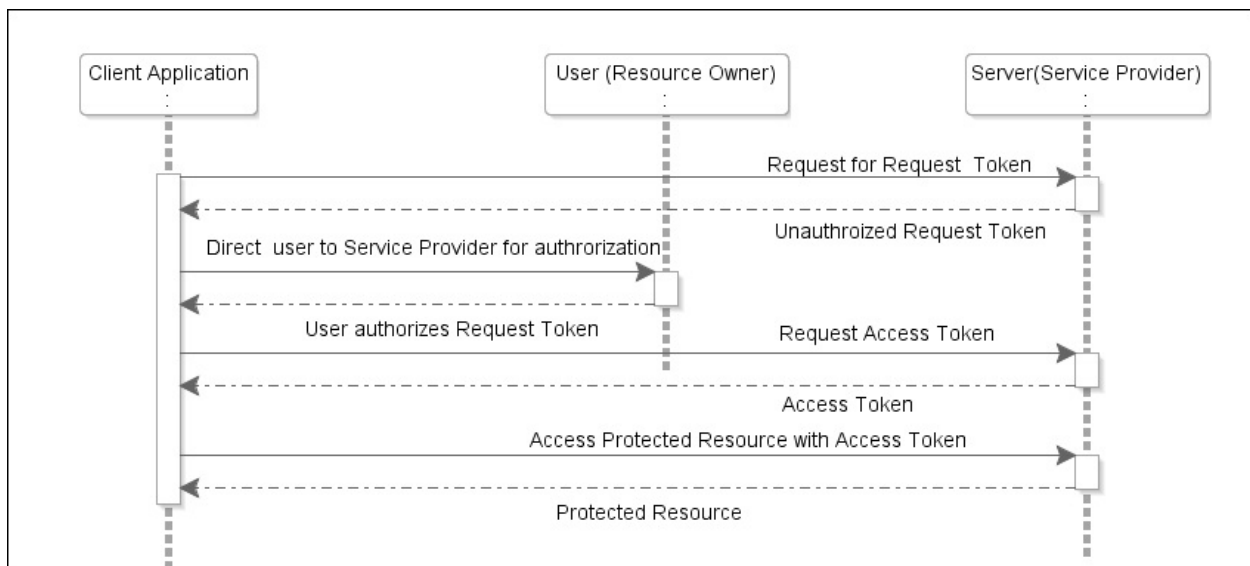 Client Application
:
User (Resource Owner)
:
Server(Service Provider)
:
Request for Request  Token
Unauthroized Request Token
Direct  user to Service Provider for authrorization
User authorizes Request Token
Request Access Token
Access Token
Access Protected Resource with Access Token
Protected Resource